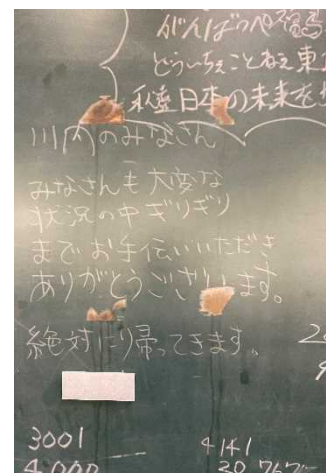 がんばっぺ福島
どうってことねぇ東
私達日本の未来を
川内のみなさん
みなさんも大変な
状況の中ギリギリ
までお手伝いいただき
ありがとうございます。
絶対に帰ってきます。
3001 4141
4,000